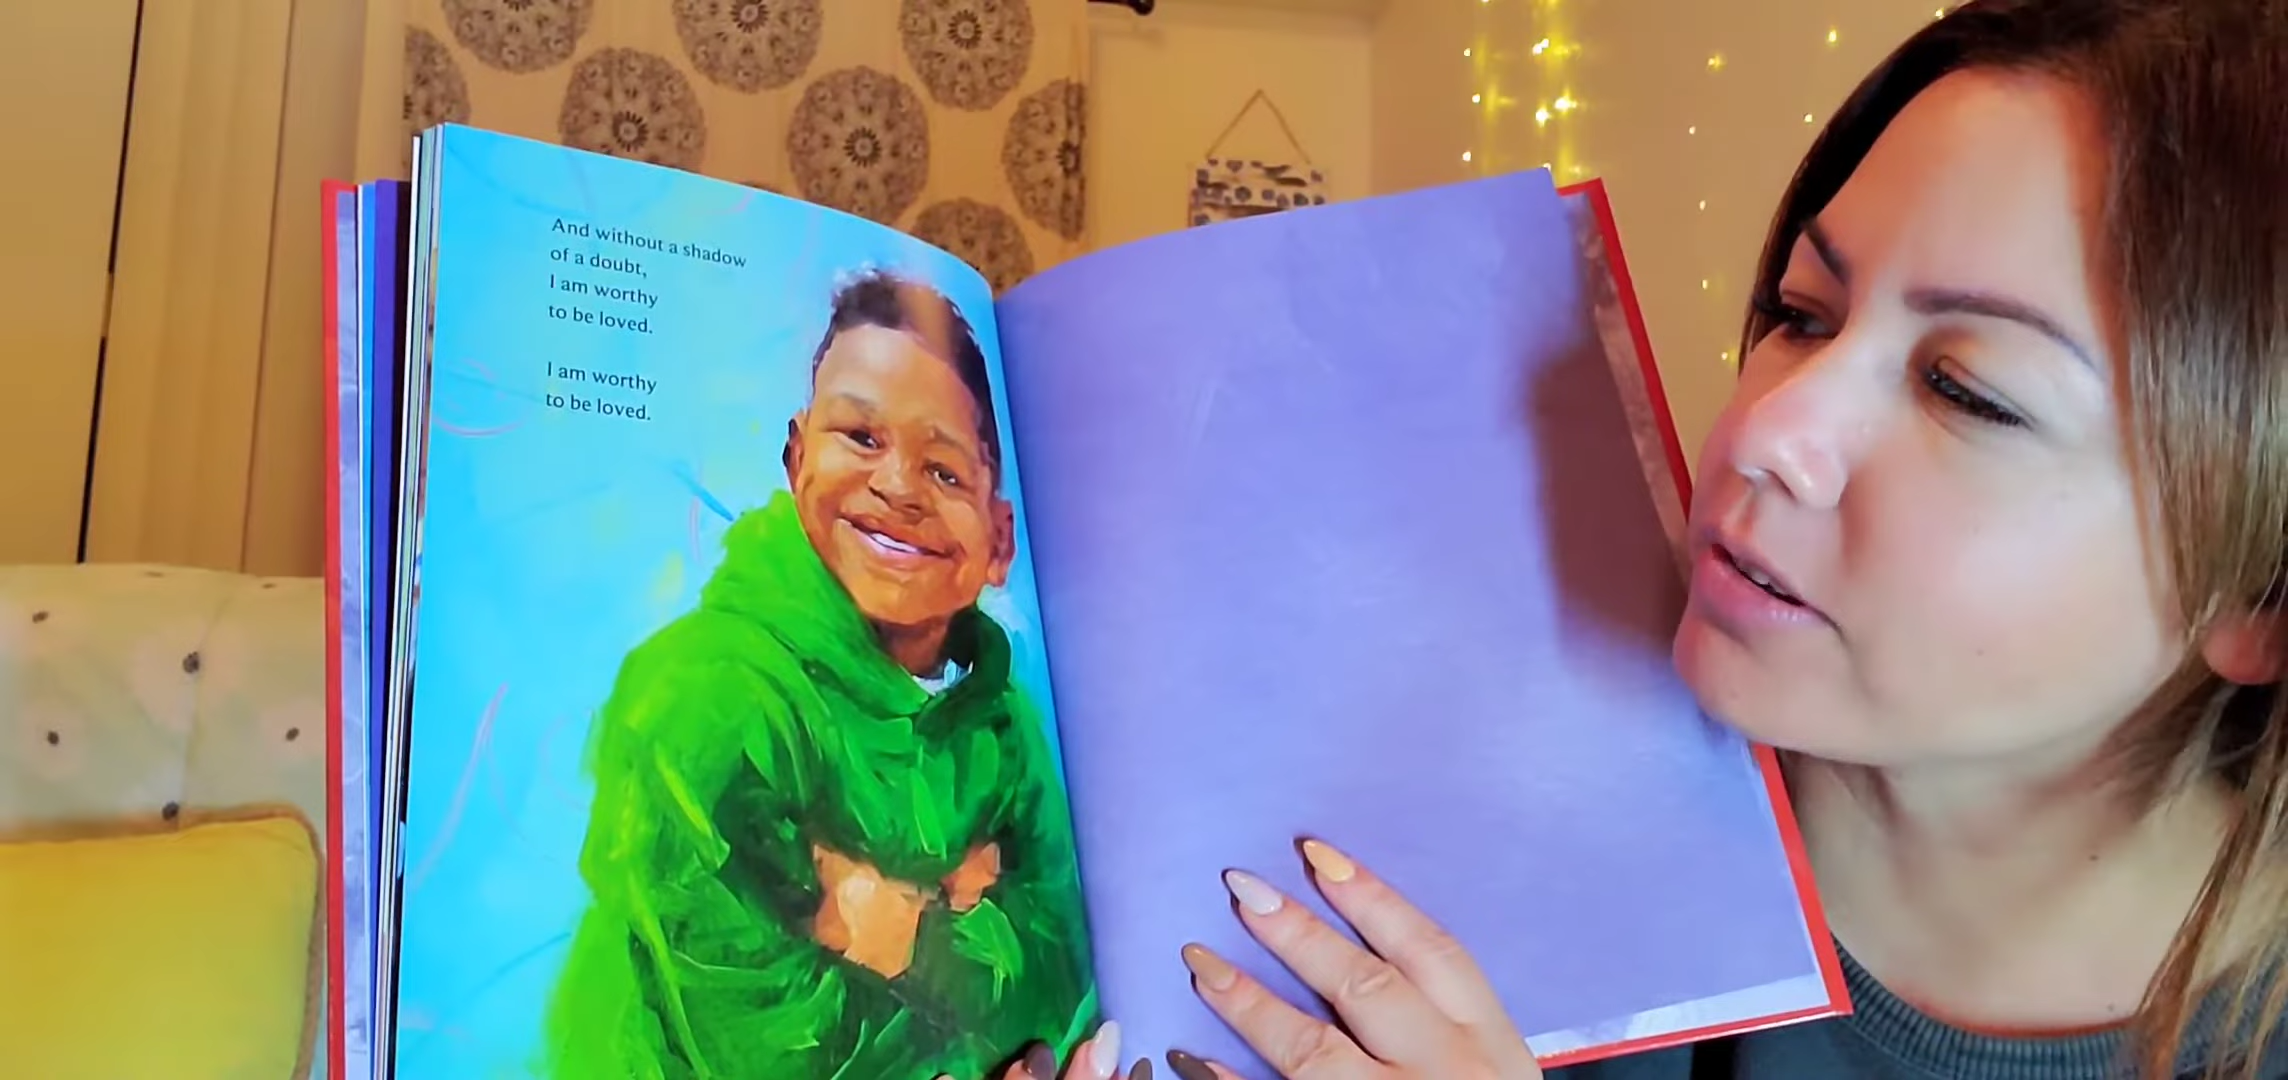 And without a shadow
of a doubt,
I am worthy
to be loved.
I am worthy
to be loved.